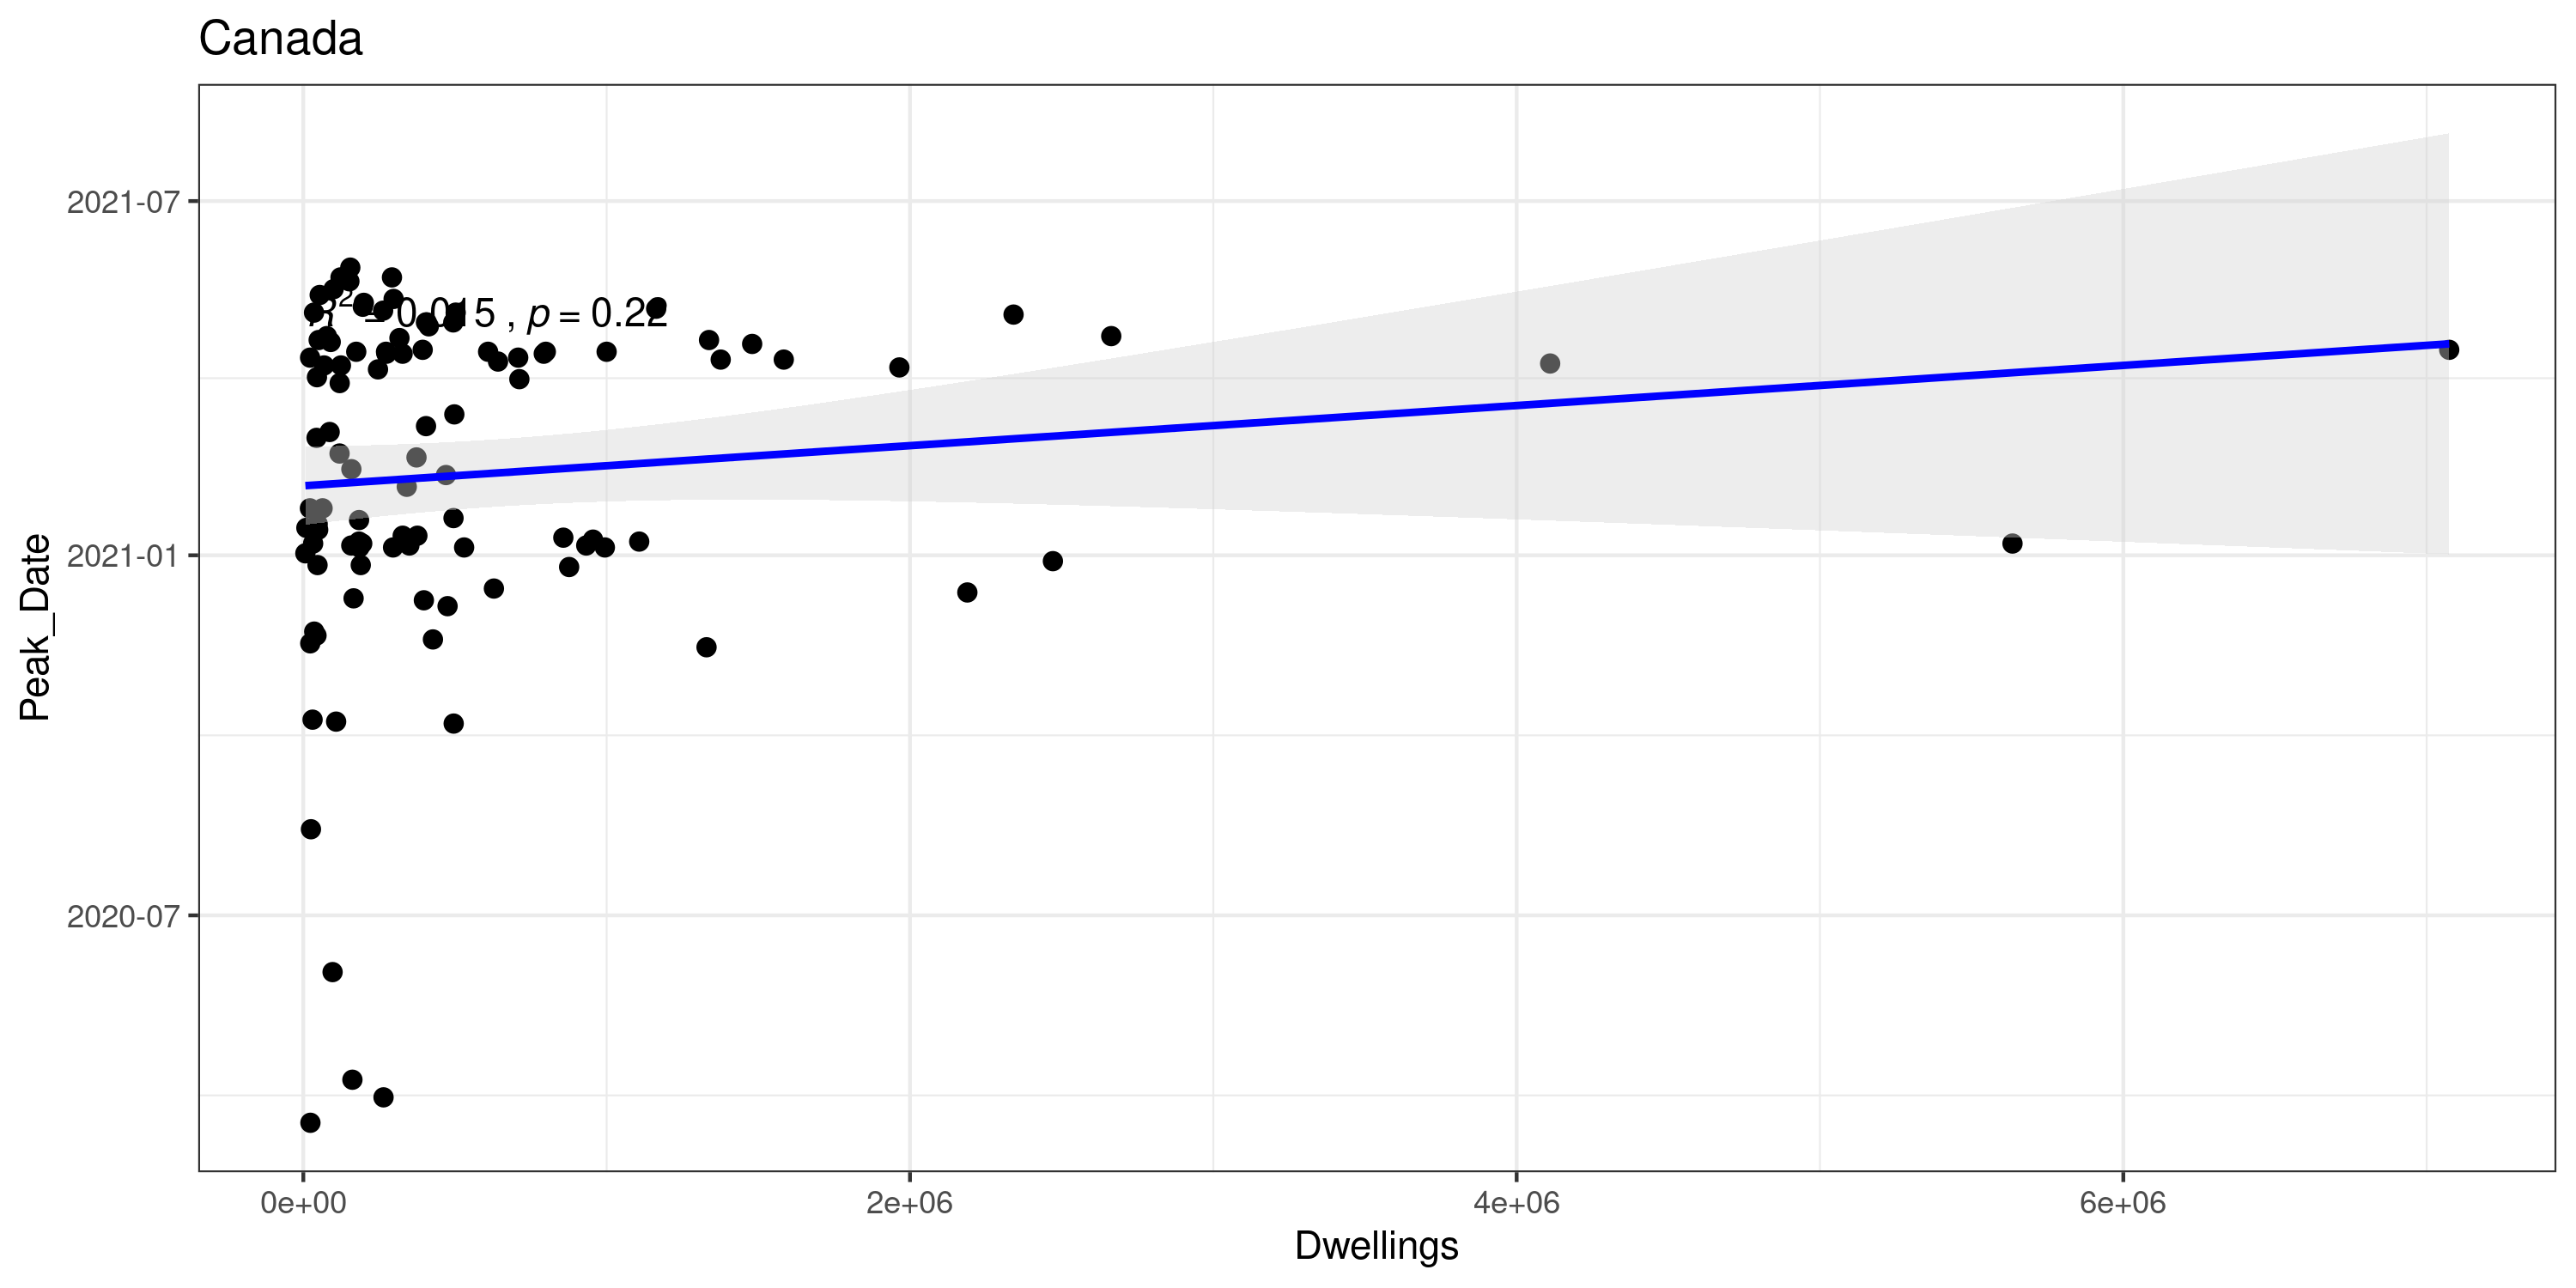 Canada
R² = 0.015 , p = 0.22
Peak_Date
2021-07
2021-01
2020-07
0e+00 2e+06 4e+06 6e+06
Dwellings